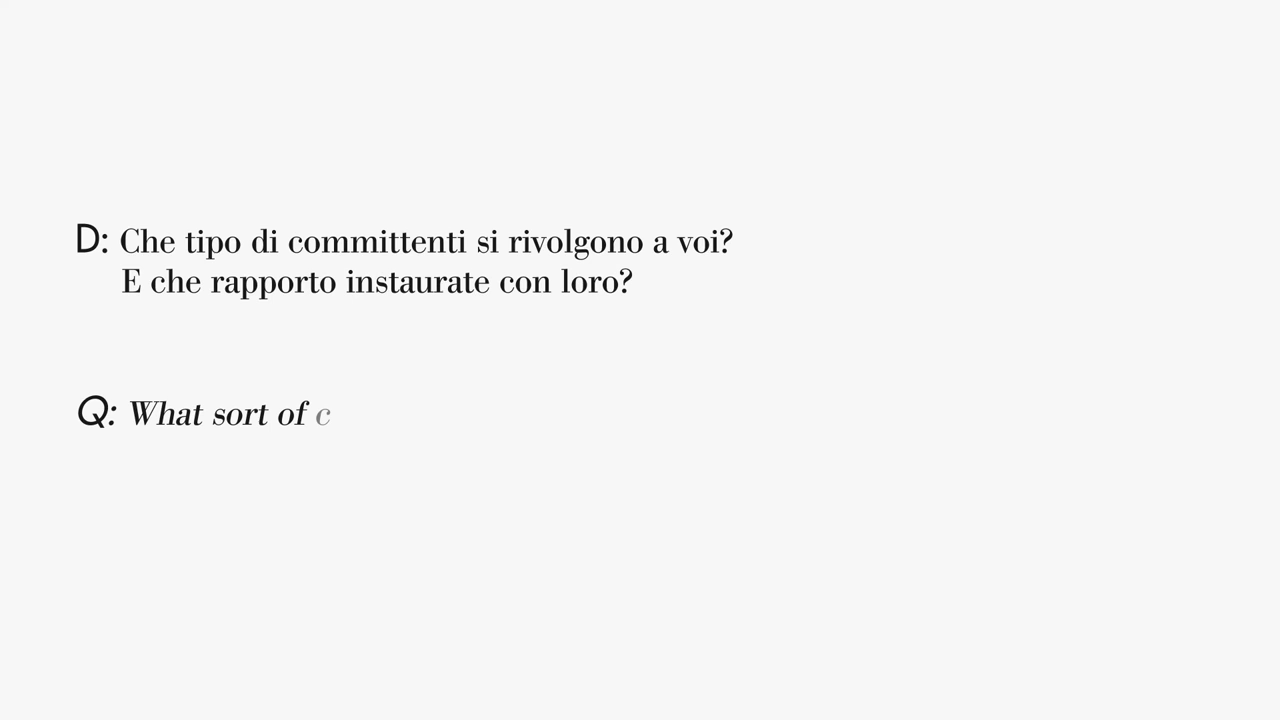 D: Che tipo di committenti si rivolgono a voi?
E che rapporto instaurate con loro?
Q: What sort of c